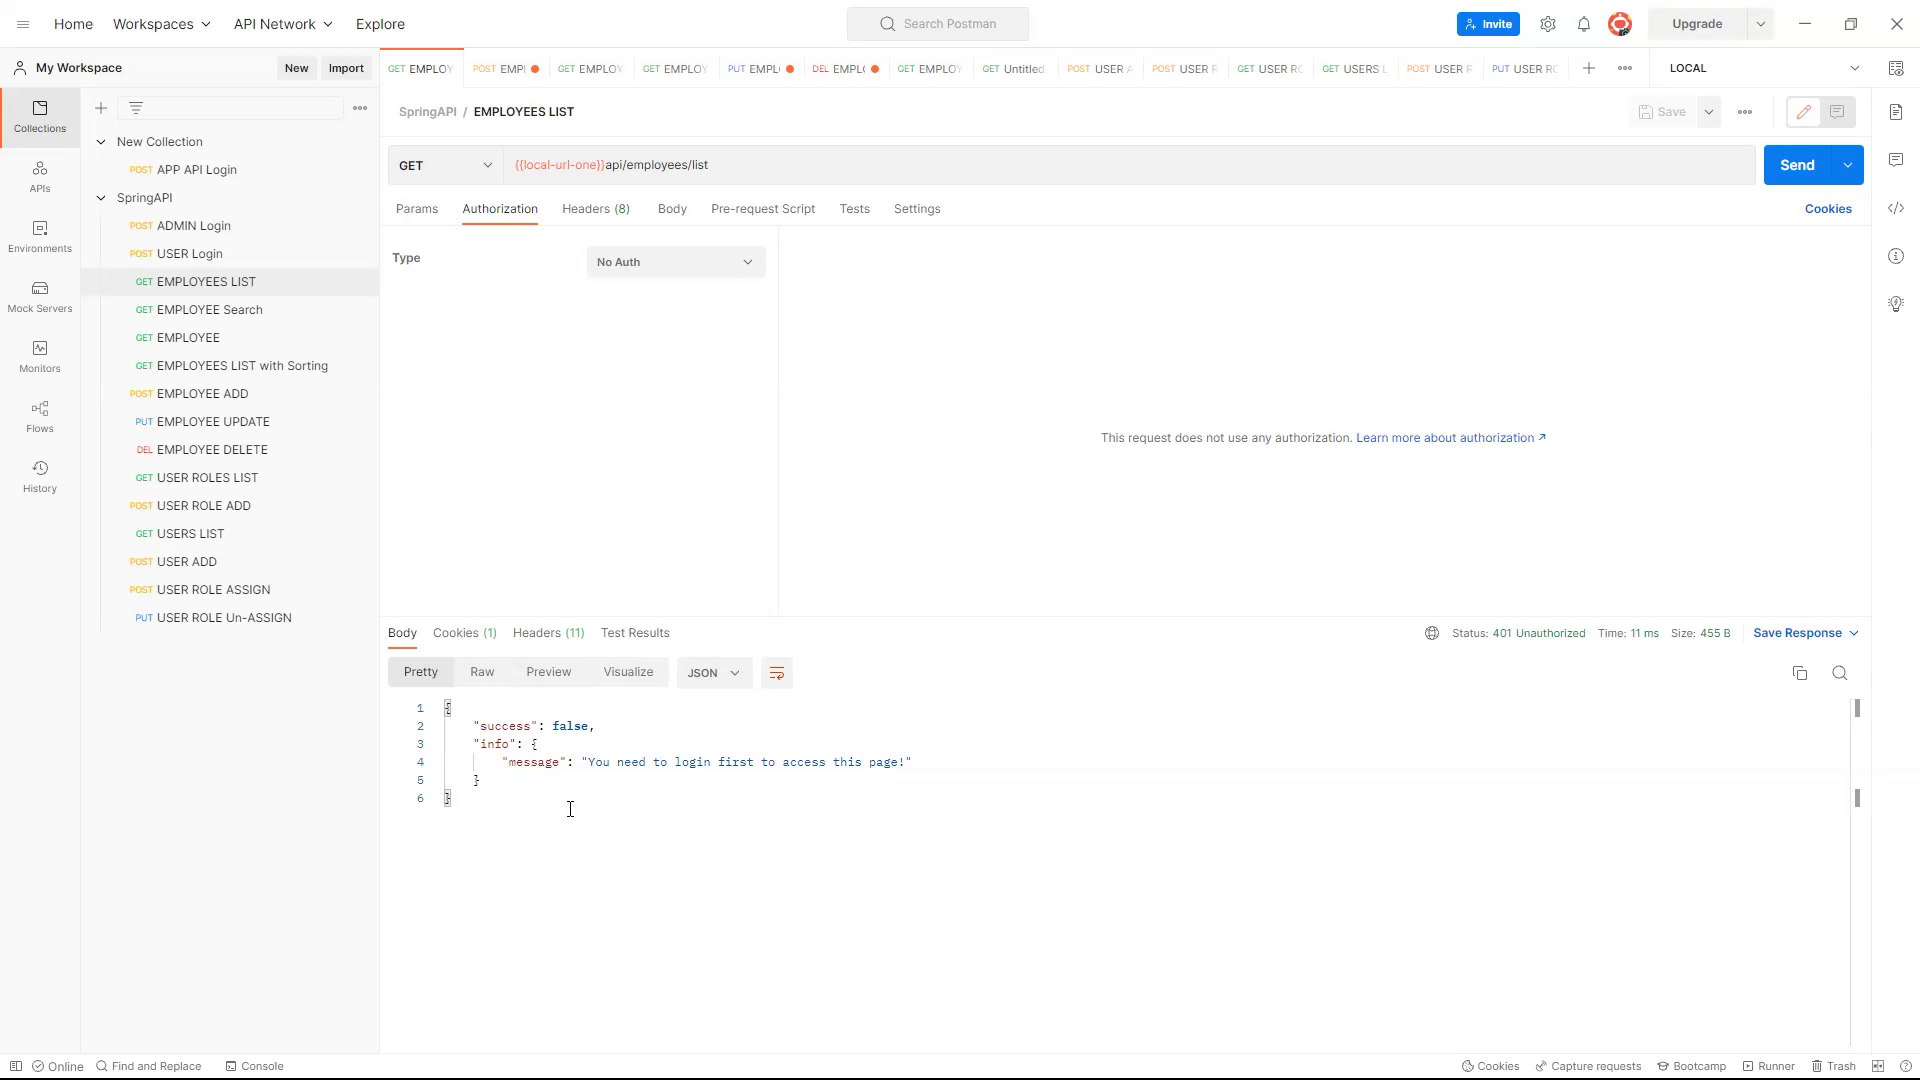 Home Workspaces API Network Explore Search Postman Invite Upgrade
My Workspace New Import
GET EMPLOY POST EMPL GET EMPLOY GET EMPLOY PUT EMPL DEL EMPL GET EMPLOY GET Untitled POST USER A POST USER R GET USER RO GET USERS L POST USER R PUT USER RO LOCAL
Collections
APIs
Environments
Mock Servers
Monitors
Flows
History
New Collection
POST APP API Login
SpringAPI
POST ADMIN Login
POST USER Login
GET EMPLOYEES LIST
GET EMPLOYEE Search
GET EMPLOYEE
GET EMPLOYEES LIST with Sorting
POST EMPLOYEE ADD
PUT EMPLOYEE UPDATE
DEL EMPLOYEE DELETE
GET USER ROLES LIST
POST USER ROLE ADD
GET USERS LIST
POST USER ADD
POST USER ROLE ASSIGN
PUT USER ROLE Un-ASSIGN
SpringAPI / EMPLOYEES LIST Save
GET {{local-url-one}}api/employees/list Send
Params Authorization Headers (8) Body Pre-request Script Tests Settings Cookies
Type No Auth
This request does not use any authorization. Learn more about authorization
Body Cookies (1) Headers (11) Test Results Status: 401 Unauthorized Time: 11 ms Size: 455 B Save Response
Pretty Raw Preview Visualize JSON
1 {
2 "success": false,
3 "info": {
4 "message": "You need to login first to access this page!"
5 }
6 }
Online Find and Replace Console Cookies Capture requests Bootcamp Runner Trash